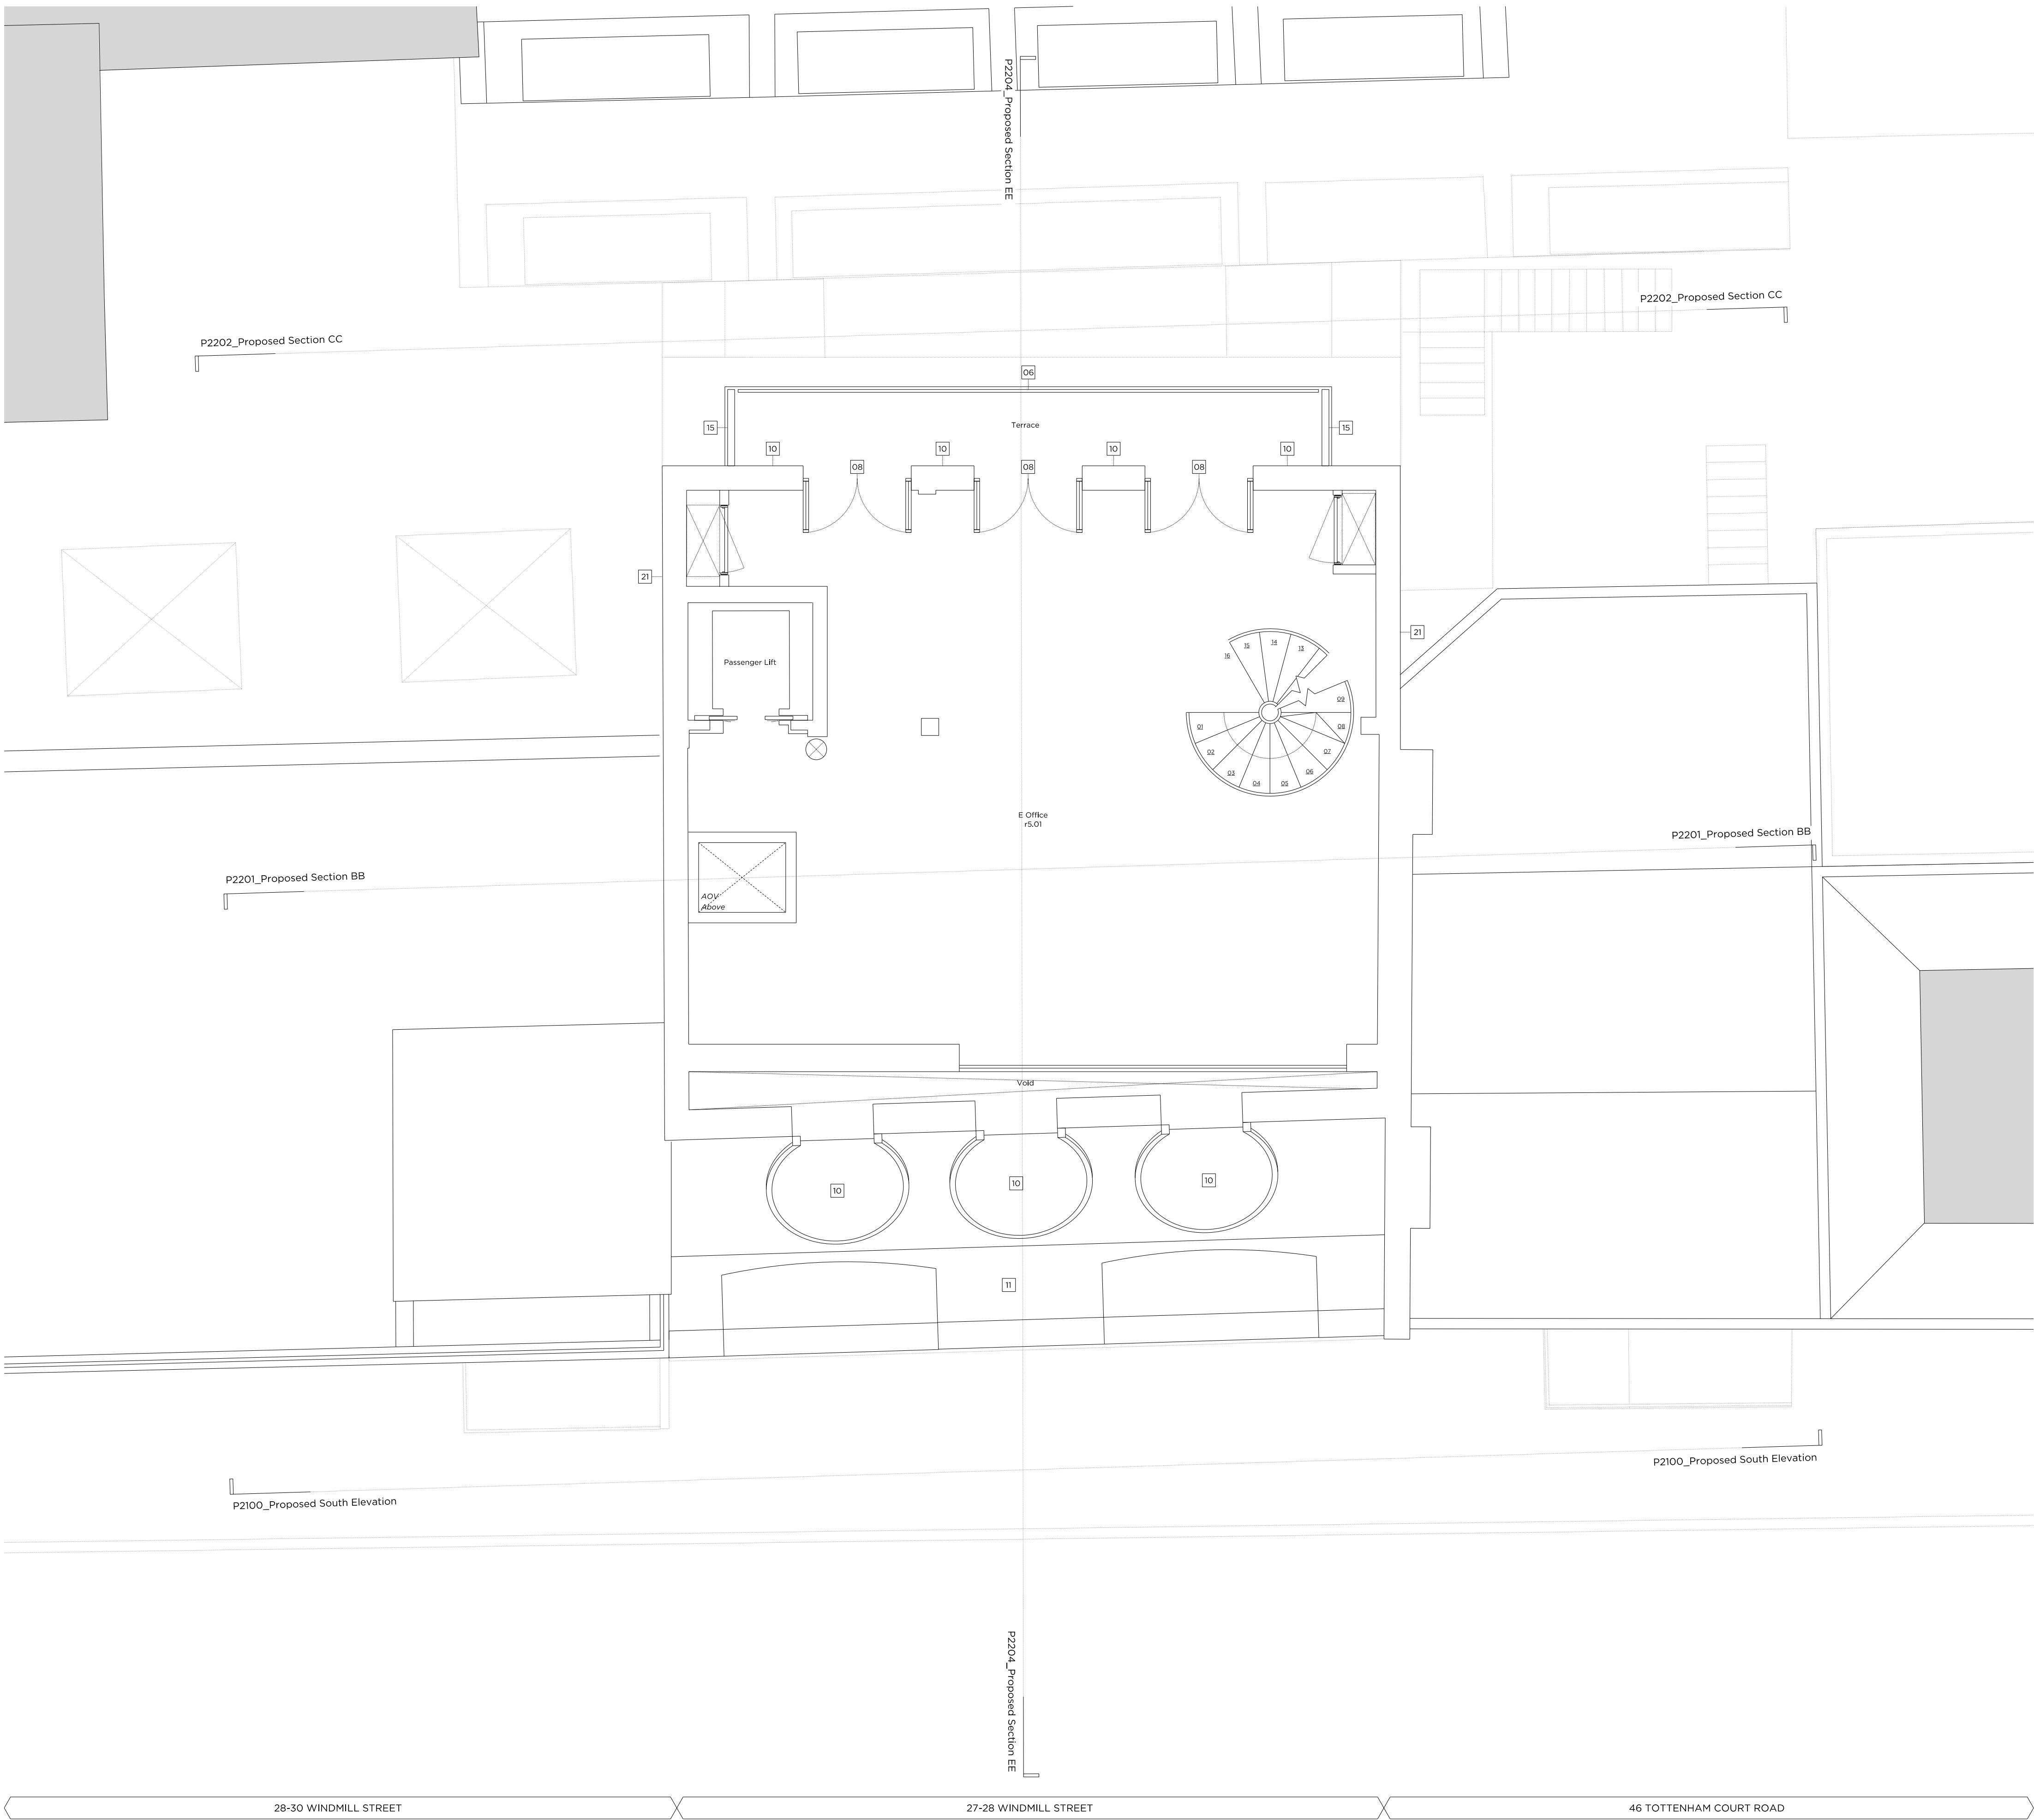 P2204_Proposed Section EE
P2202_Proposed Section CC
P2202_Proposed Section CC
06
15
Terrace
15
10
10
10
10
08
08
08
21
21
Passenger Lift
16
15
14
13
09
08
07
06
05
04
03
02
01
E Office
r5.01
P2201_Proposed Section BB
P2201_Proposed Section BB
AOV
Above
Void
10
10
10
11
P2100_Proposed South Elevation
P2100_Proposed South Elevation
P2204_Proposed Section EE
28-30 WINDMILL STREET
27-28 WINDMILL STREET
46 TOTTENHAM COURT ROAD